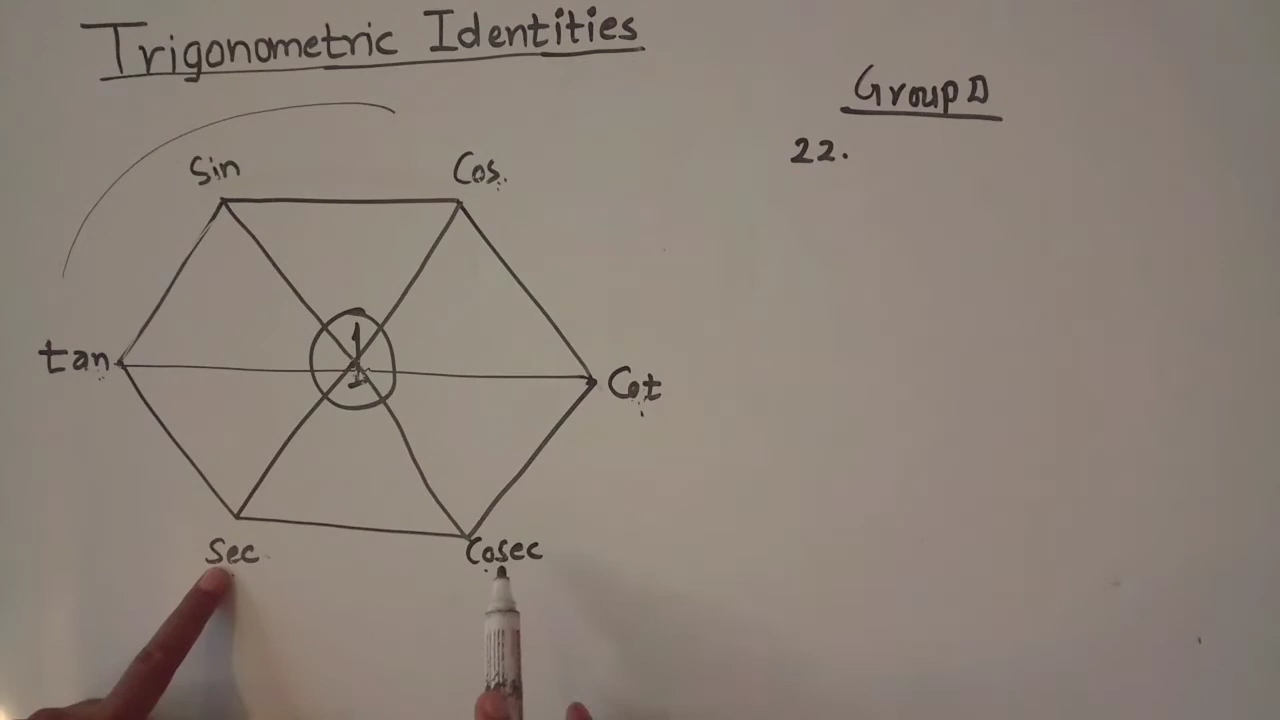 Trigonometric Identities
Group D
22.
Sin
Cos
1
tan
Cot
Sec
Cosec